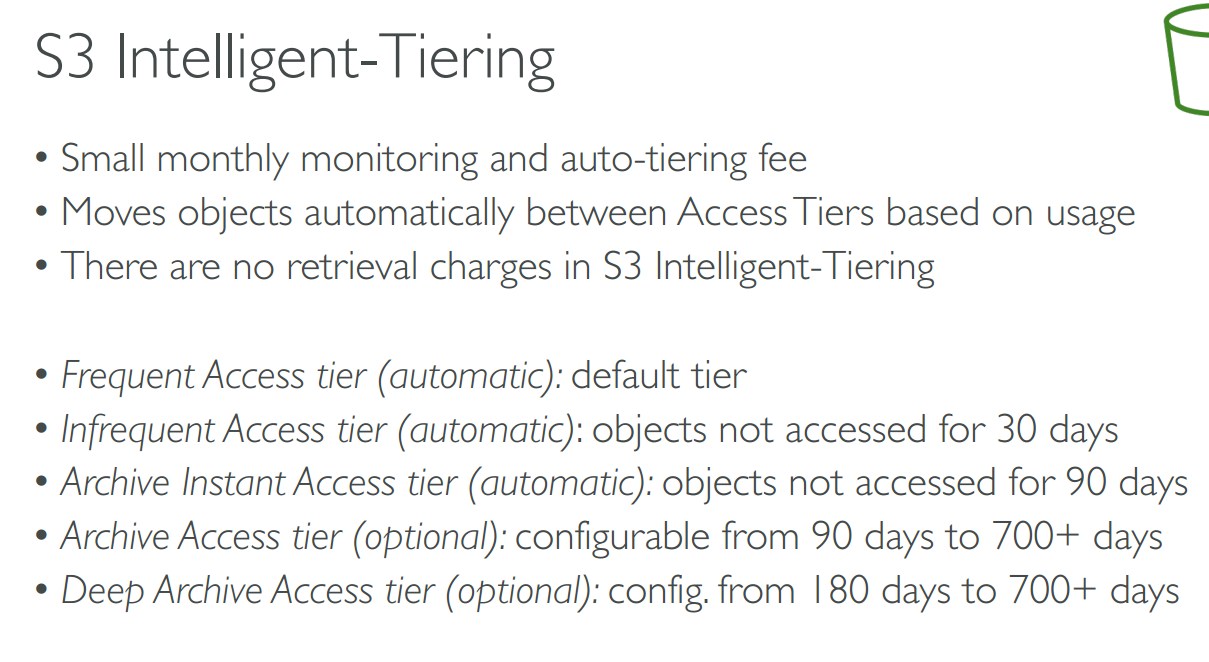 S3 Intelligent-Tiering
• Small monthly monitoring and auto-tiering fee
• Moves objects automatically between Access Tiers based on usage
• There are no retrieval charges in S3 Intelligent-Tiering
• Frequent Access tier (automatic): default tier
• Infrequent Access tier (automatic): objects not accessed for 30 days
• Archive Instant Access tier (automatic): objects not accessed for 90 days
• Archive Access tier (optional): configurable from 90 days to 700+ days
• Deep Archive Access tier (optional): config. from 180 days to 700+ days